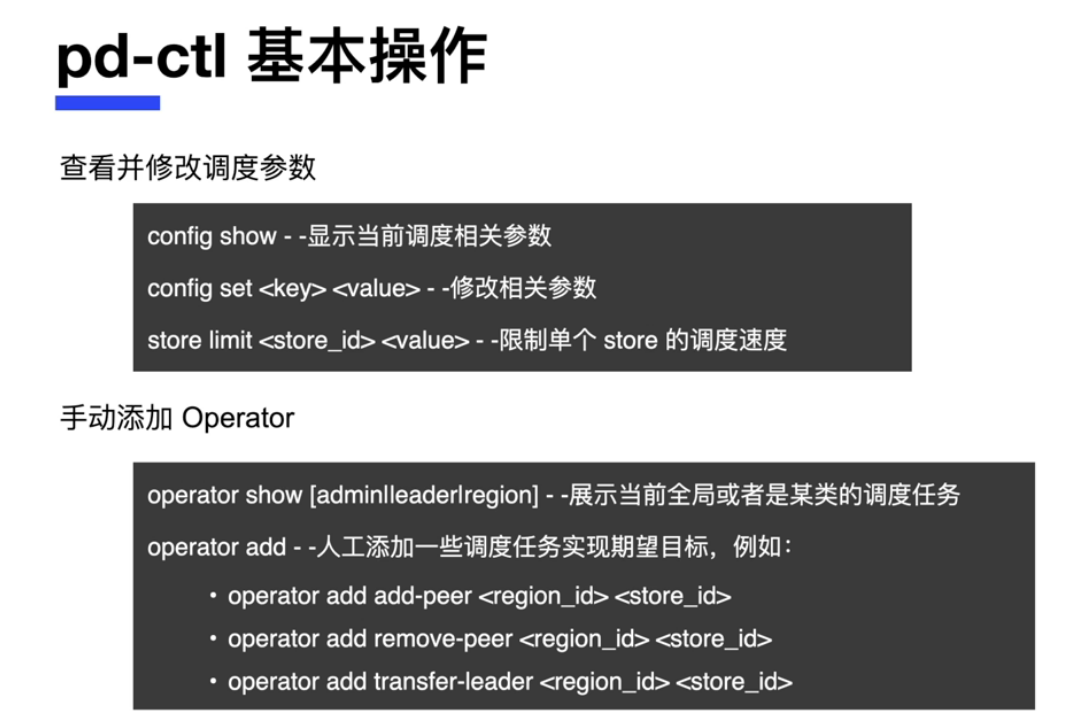 pd-ctl 基本操作
查看并修改调度参数
config show - -显示当前调度相关参数
config set <key> <value> - -修改相关参数
store limit <store_id> <value> - -限制单个 store 的调度速度
手动添加 Operator
operator show [admin|leader|region] - -展示当前全局或者是某类的调度任务
operator add - -人工添加一些调度任务实现期望目标，例如：
• operator add add-peer <region_id> <store_id>
• operator add remove-peer <region_id> <store_id>
• operator add transfer-leader <region_id> <store_id>